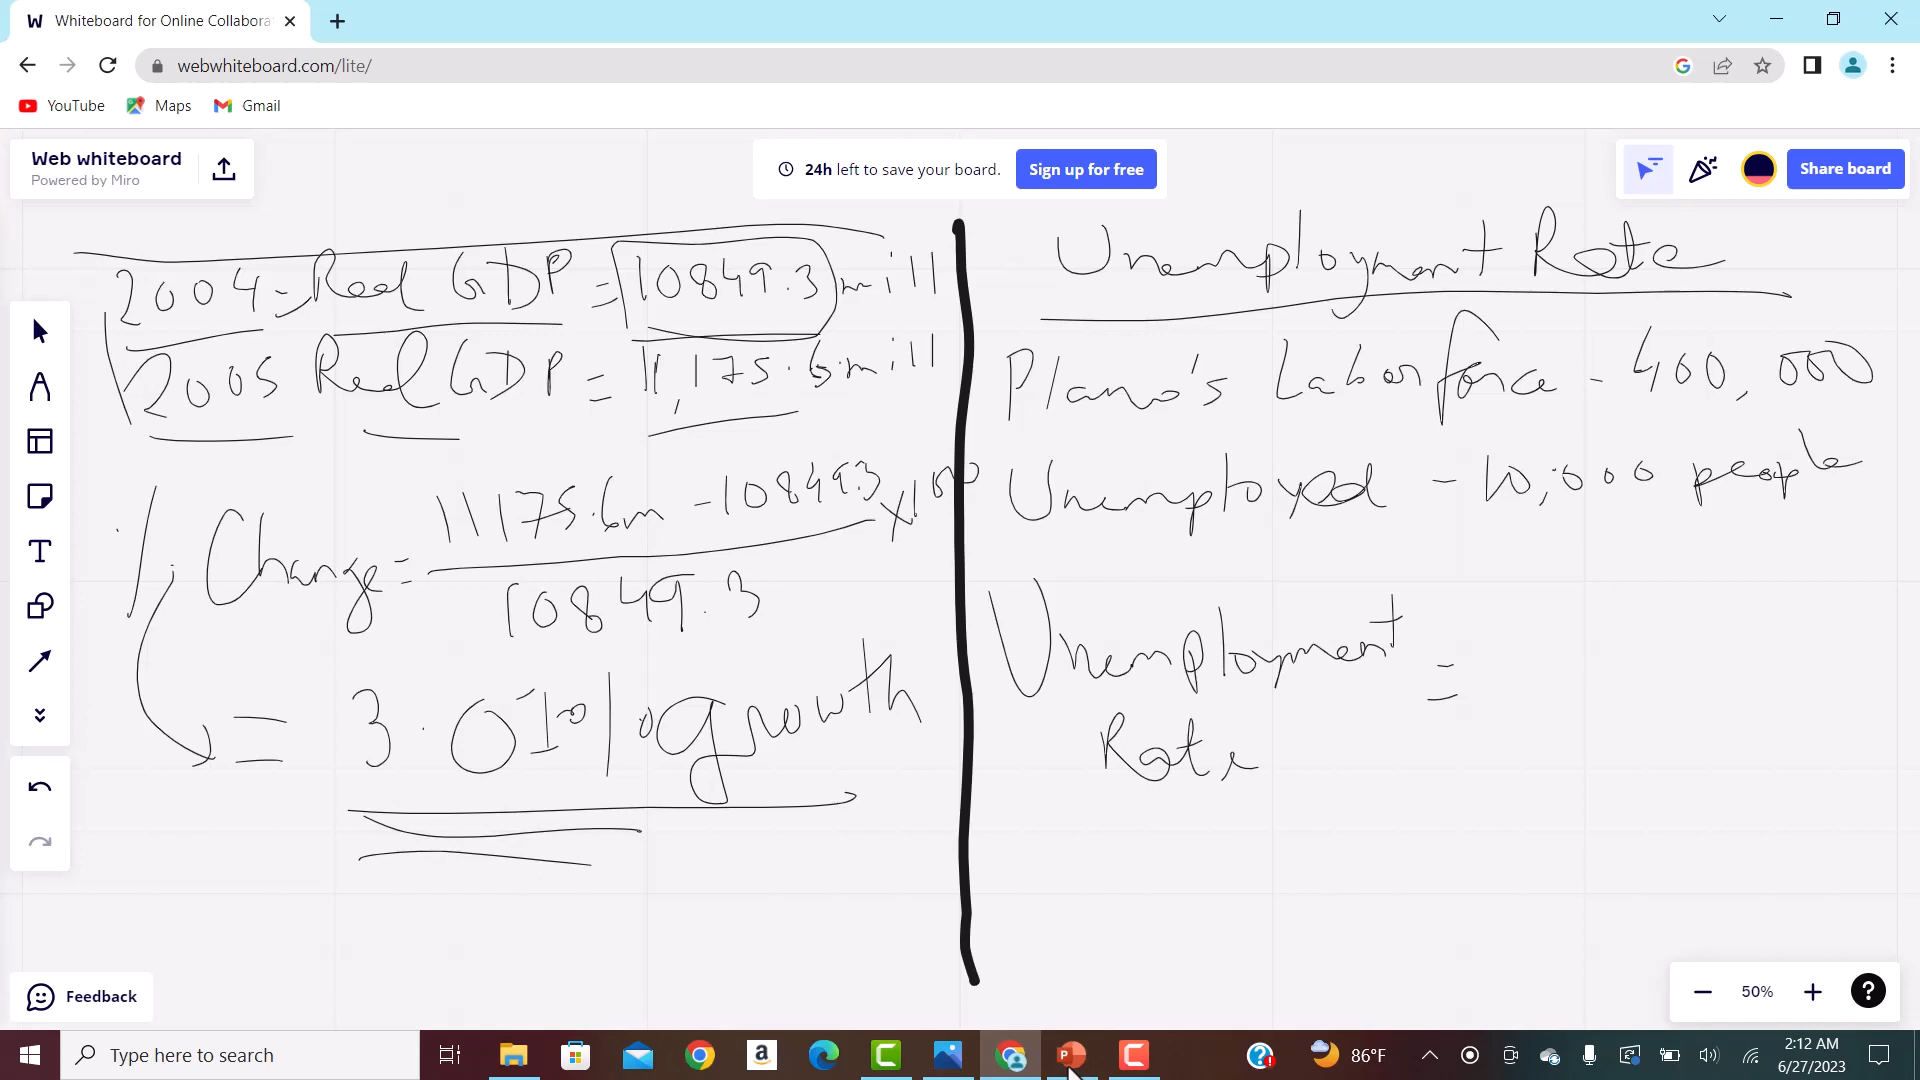 Whiteboard for Online Collabora
webwhiteboard.com/lite/
YouTube Maps Gmail
Web whiteboard
Powered by Miro
24h left to save your board. Sign up for free
Share board
2004 - Real GDP = 10849.3 mill
2005 Real GDP = 11,175.6 mill
% Change = 11175.6m - 10849.3 x 100
10849.3
= 3.01% growth
Unemployment Rate
Plano's Labor force - 400,000
Unemployed - 10,000 people
Unemployment =
Rate
Feedback
50%
Type here to search
86°F
2:12 AM
6/27/2023